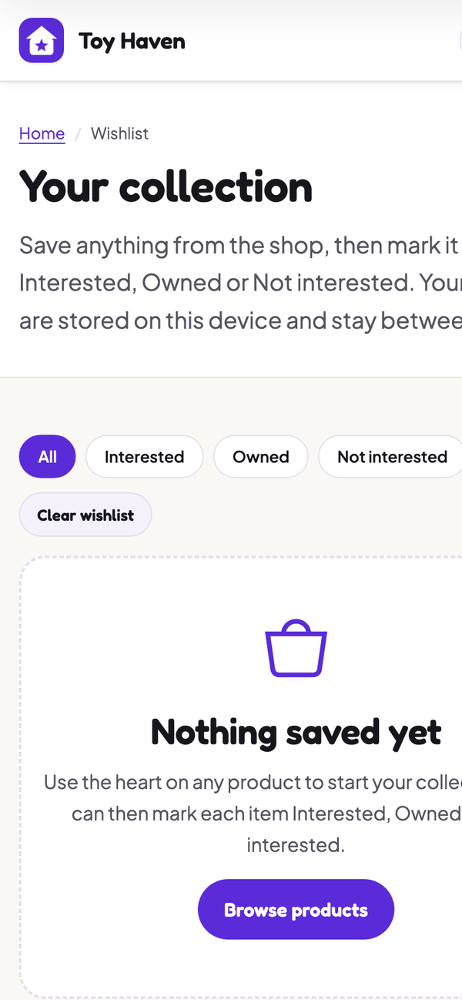 Toy Haven
Home / Wishlist
Your collection
Save anything from the shop, then mark it
Interested, Owned or Not interested. Your
are stored on this device and stay
All Interested Owned Not interested
Clear wishlist
Nothing saved yet
Use the heart on any product to start your
can then mark each item Interested, Owned
interested.
Browse products